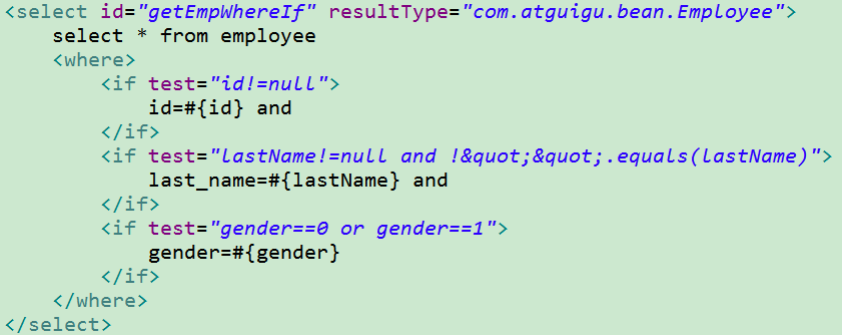 <select id="getEmpWhereIf" resultType="com.atguigu.bean.Employee">
    select * from employee
    <where>
        <if test="id!=null">
            id=#{id} and
        </if>
        <if test="lastName!=null and !&quot;&quot;.equals(lastName)">
            last_name=#{lastName} and
        </if>
        <if test="gender==0 or gender==1">
            gender=#{gender}
        </if>
    </where>
</select>